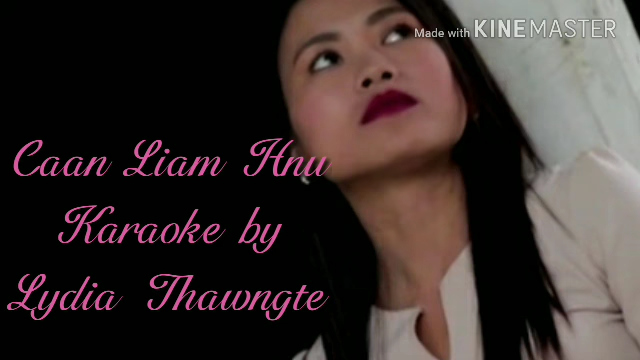 Made with KINEMASTER
Caan Liam Hnu
Karaoke by
Lydia Thawngte